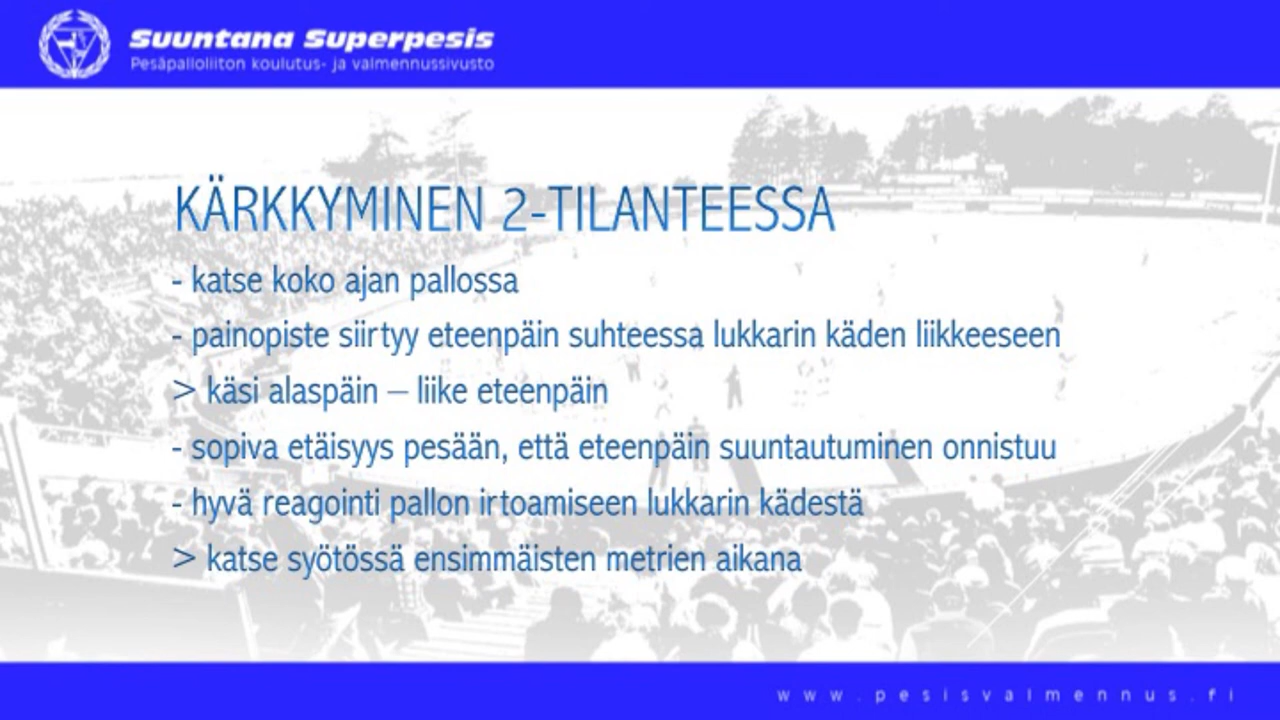 Suuntana Superpesis
Pesäpalloliiton koulutus- ja valmennussivusto
KÄRKKYMINEN 2-TILANTEESSA
- katse koko ajan pallossa
- painopiste siirtyy eteenpäin suhteessa lukkarin käden liikkeeseen
> käsi alaspäin – liike eteenpäin
- sopiva etäisyys pesään, että eteenpäin suuntautuminen onnistuu
- hyvä reagointi pallon irtoamiseen lukkarin kädestä
> katse syötössä ensimmäisten metrien aikana
www.pesisvalmennus.fi